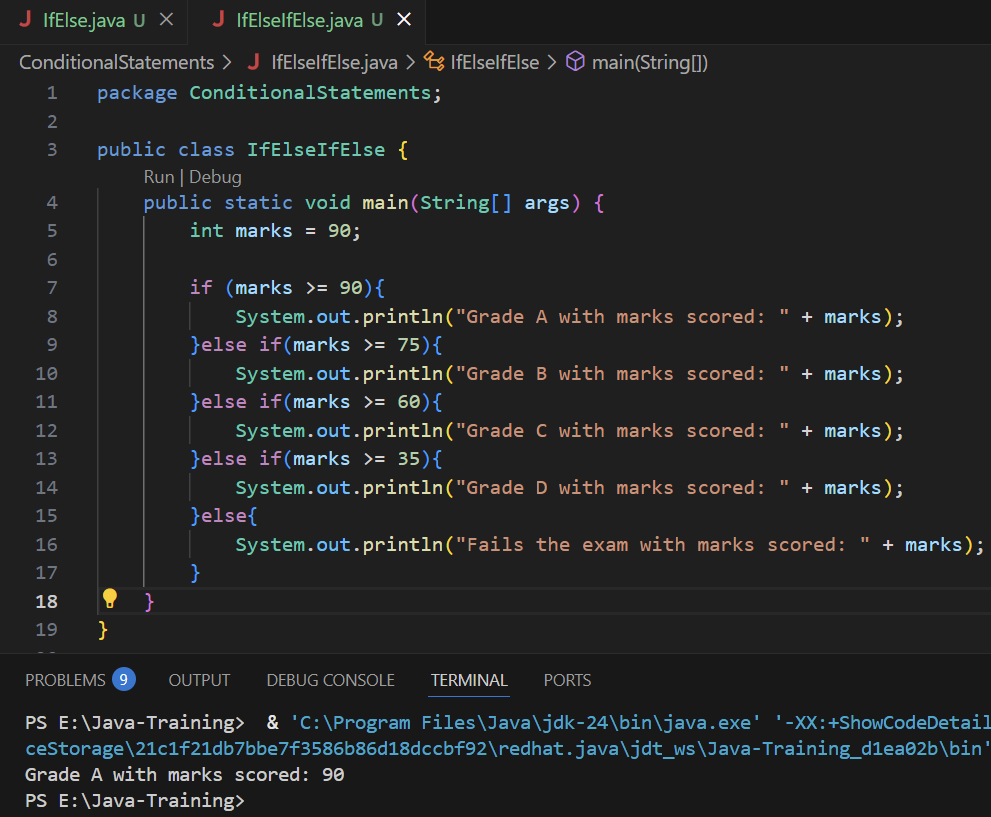 J IfElse.java U × J IfElseIfElse.java U ×
ConditionalStatements > J IfElseIfElse.java > IfElseIfElse > main(String[])
1 package ConditionalStatements;
2
3 public class IfElseIfElse {
Run | Debug
4 public static void main(String[] args) {
5 int marks = 90;
6
7 if (marks >= 90){
8 System.out.println("Grade A with marks scored: " + marks);
9 }else if(marks >= 75){
10 System.out.println("Grade B with marks scored: " + marks);
11 }else if(marks >= 60){
12 System.out.println("Grade C with marks scored: " + marks);
13 }else if(marks >= 35){
14 System.out.println("Grade D with marks scored: " + marks);
15 }else{
16 System.out.println("Fails the exam with marks scored: " + marks);
17 }
18 }
19 }
PROBLEMS 9 OUTPUT DEBUG CONSOLE TERMINAL PORTS
PS E:\Java-Training> & 'C:\Program Files\Java\jdk-24\bin\java.exe' '-XX:+ShowCodeDetail
ceStorage\21c1f21db7bbe7f3586b86d18dccbf92\redhat.java\jdt_ws\Java-Training_d1ea02b\bin'
Grade A with marks scored: 90
PS E:\Java-Training>